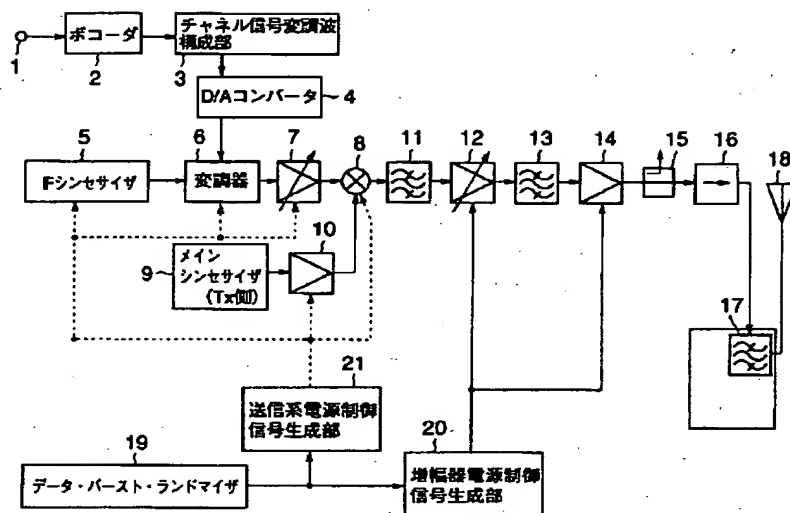 1
ボコーダ
2
チャネル信号変調波
構成部
3
D/Aコンバータ
4
5
IFシンセサイザ
6
変調器
7
8
11
12
13
14
15
16
18
9
メイン
シンセサイザ
(Tx側)
10
17
21
送信系電源制御
信号生成部
19
データ・バースト・ランドマイザ
20
増幅器電源制御
信号生成部